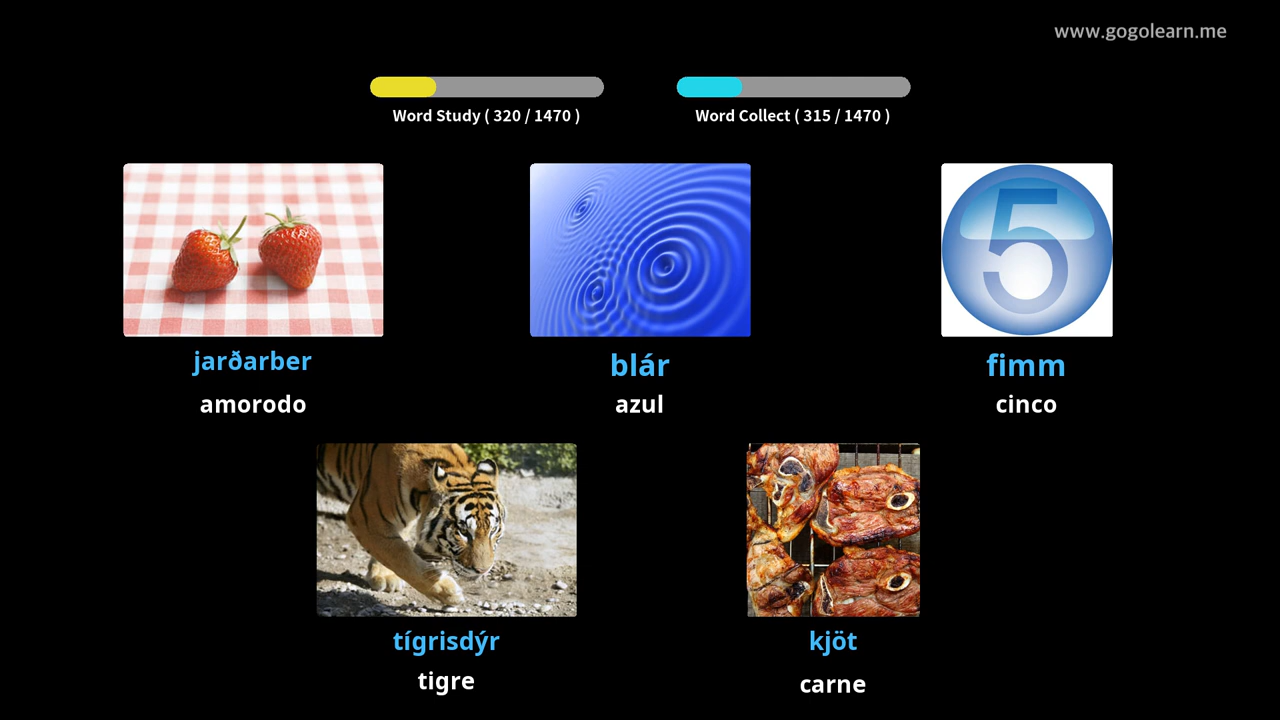 www.gogolearn.me
Word Study ( 320 / 1470 )
Word Collect ( 315 / 1470 )
5
jarðarber
blár
fimm
amorodo
azul
cinco
tígrisdýr
kjöt
tigre
carne